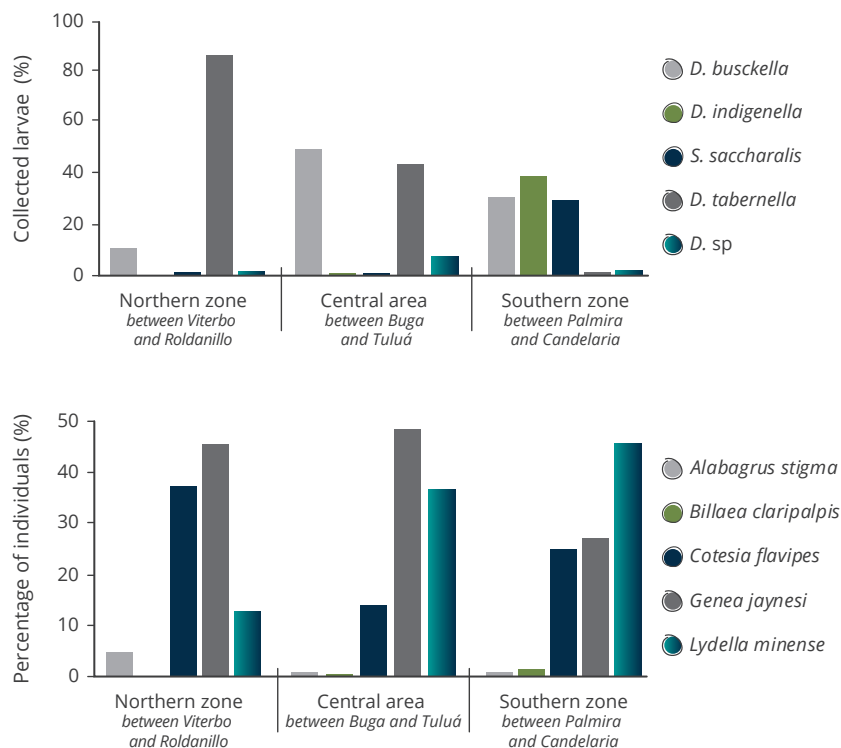 Collected larvae (%)
100
80
60
40
20
0
Northern zone
between Viterbo
and Roldanillo
Central area
between Buga
and Tuluá
Southern zone
between Palmira
and Candelaria
D. busckella
D. indigenella
S. saccharalis
D. tabernella
D. sp
Percentage of individuals (%)
50
40
30
20
10
0
Northern zone
between Viterbo
and Roldanillo
Central area
between Buga and Tuluá
Southern zone
between Palmira
and Candelaria
Alabagrus stigma
Billaea claripalpis
Cotesia flavipes
Genea jaynesi
Lydella minense